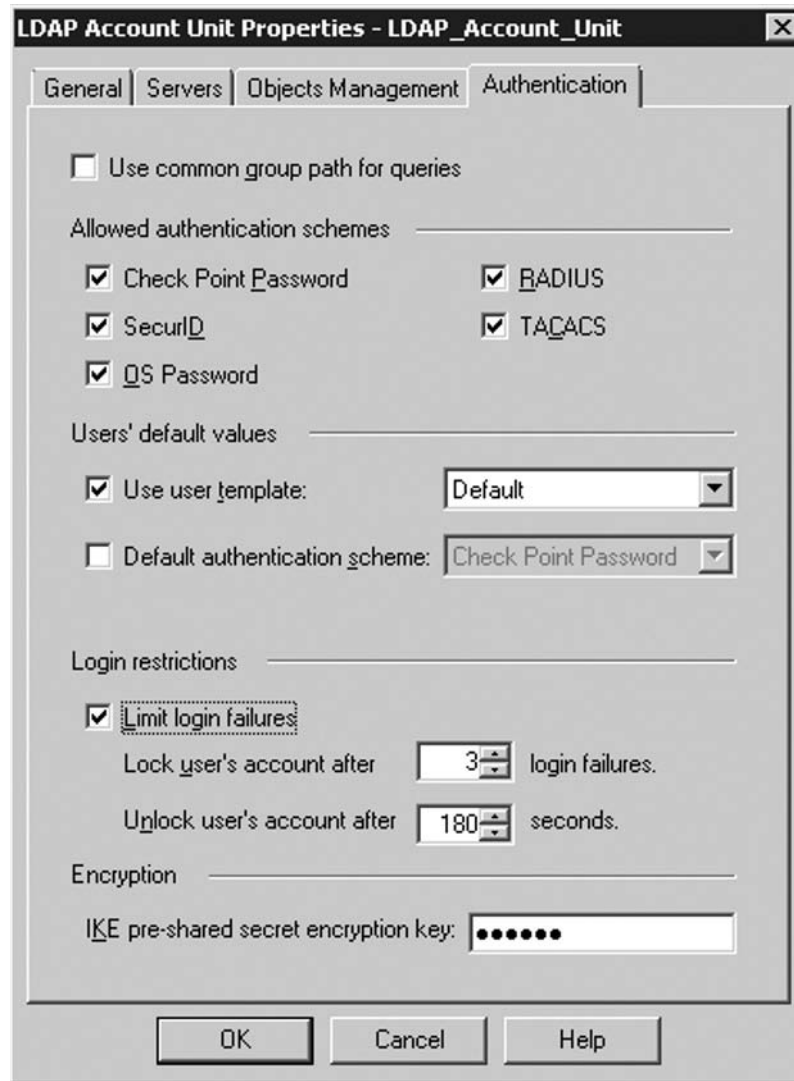 LDAP Account Unit Properties - LDAP_Account_Unit
General Servers Objects Management Authentication
Use common group path for queries
Allowed authentication schemes
Check Point Password RADIUS
SecurID TACACS
OS Password
Users' default values
Use user template: Default
Default authentication scheme: Check Point Password
Login restrictions
Limit login failures
Lock user's account after 3 login failures.
Unlock user's account after 180 seconds.
Encryption
IKE pre-shared secret encryption key: ●●●●●●
OK Cancel Help